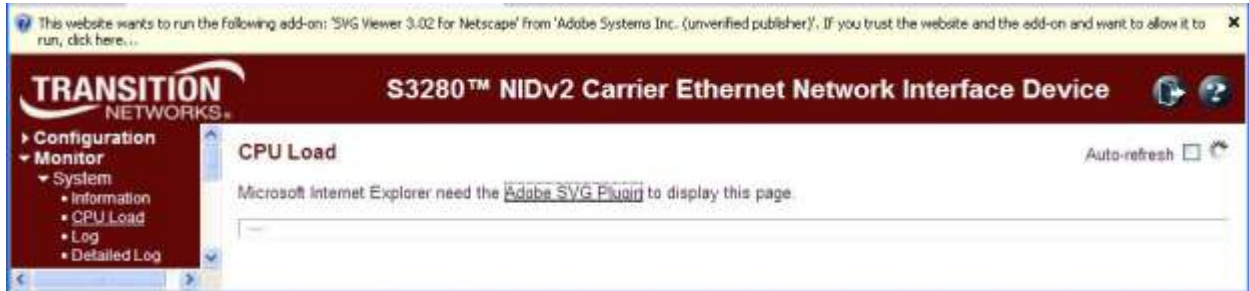 This website wants to run the following add-on: 'SVG Viewer 3.02 for Netscape' from 'Adobe Systems Inc. (unverified publisher)'. If you trust the website and the add-on and want to allow it to
run, click here...
TRANSITION
NETWORKS®
S3280™ NIDv2 Carrier Ethernet Network Interface Device
Configuration
Monitor
System
Information
CPU Load
Log
Detailed Log
CPU Load
Auto-refresh
Microsoft Internet Explorer need the Adobe SVG Plugin to display this page.